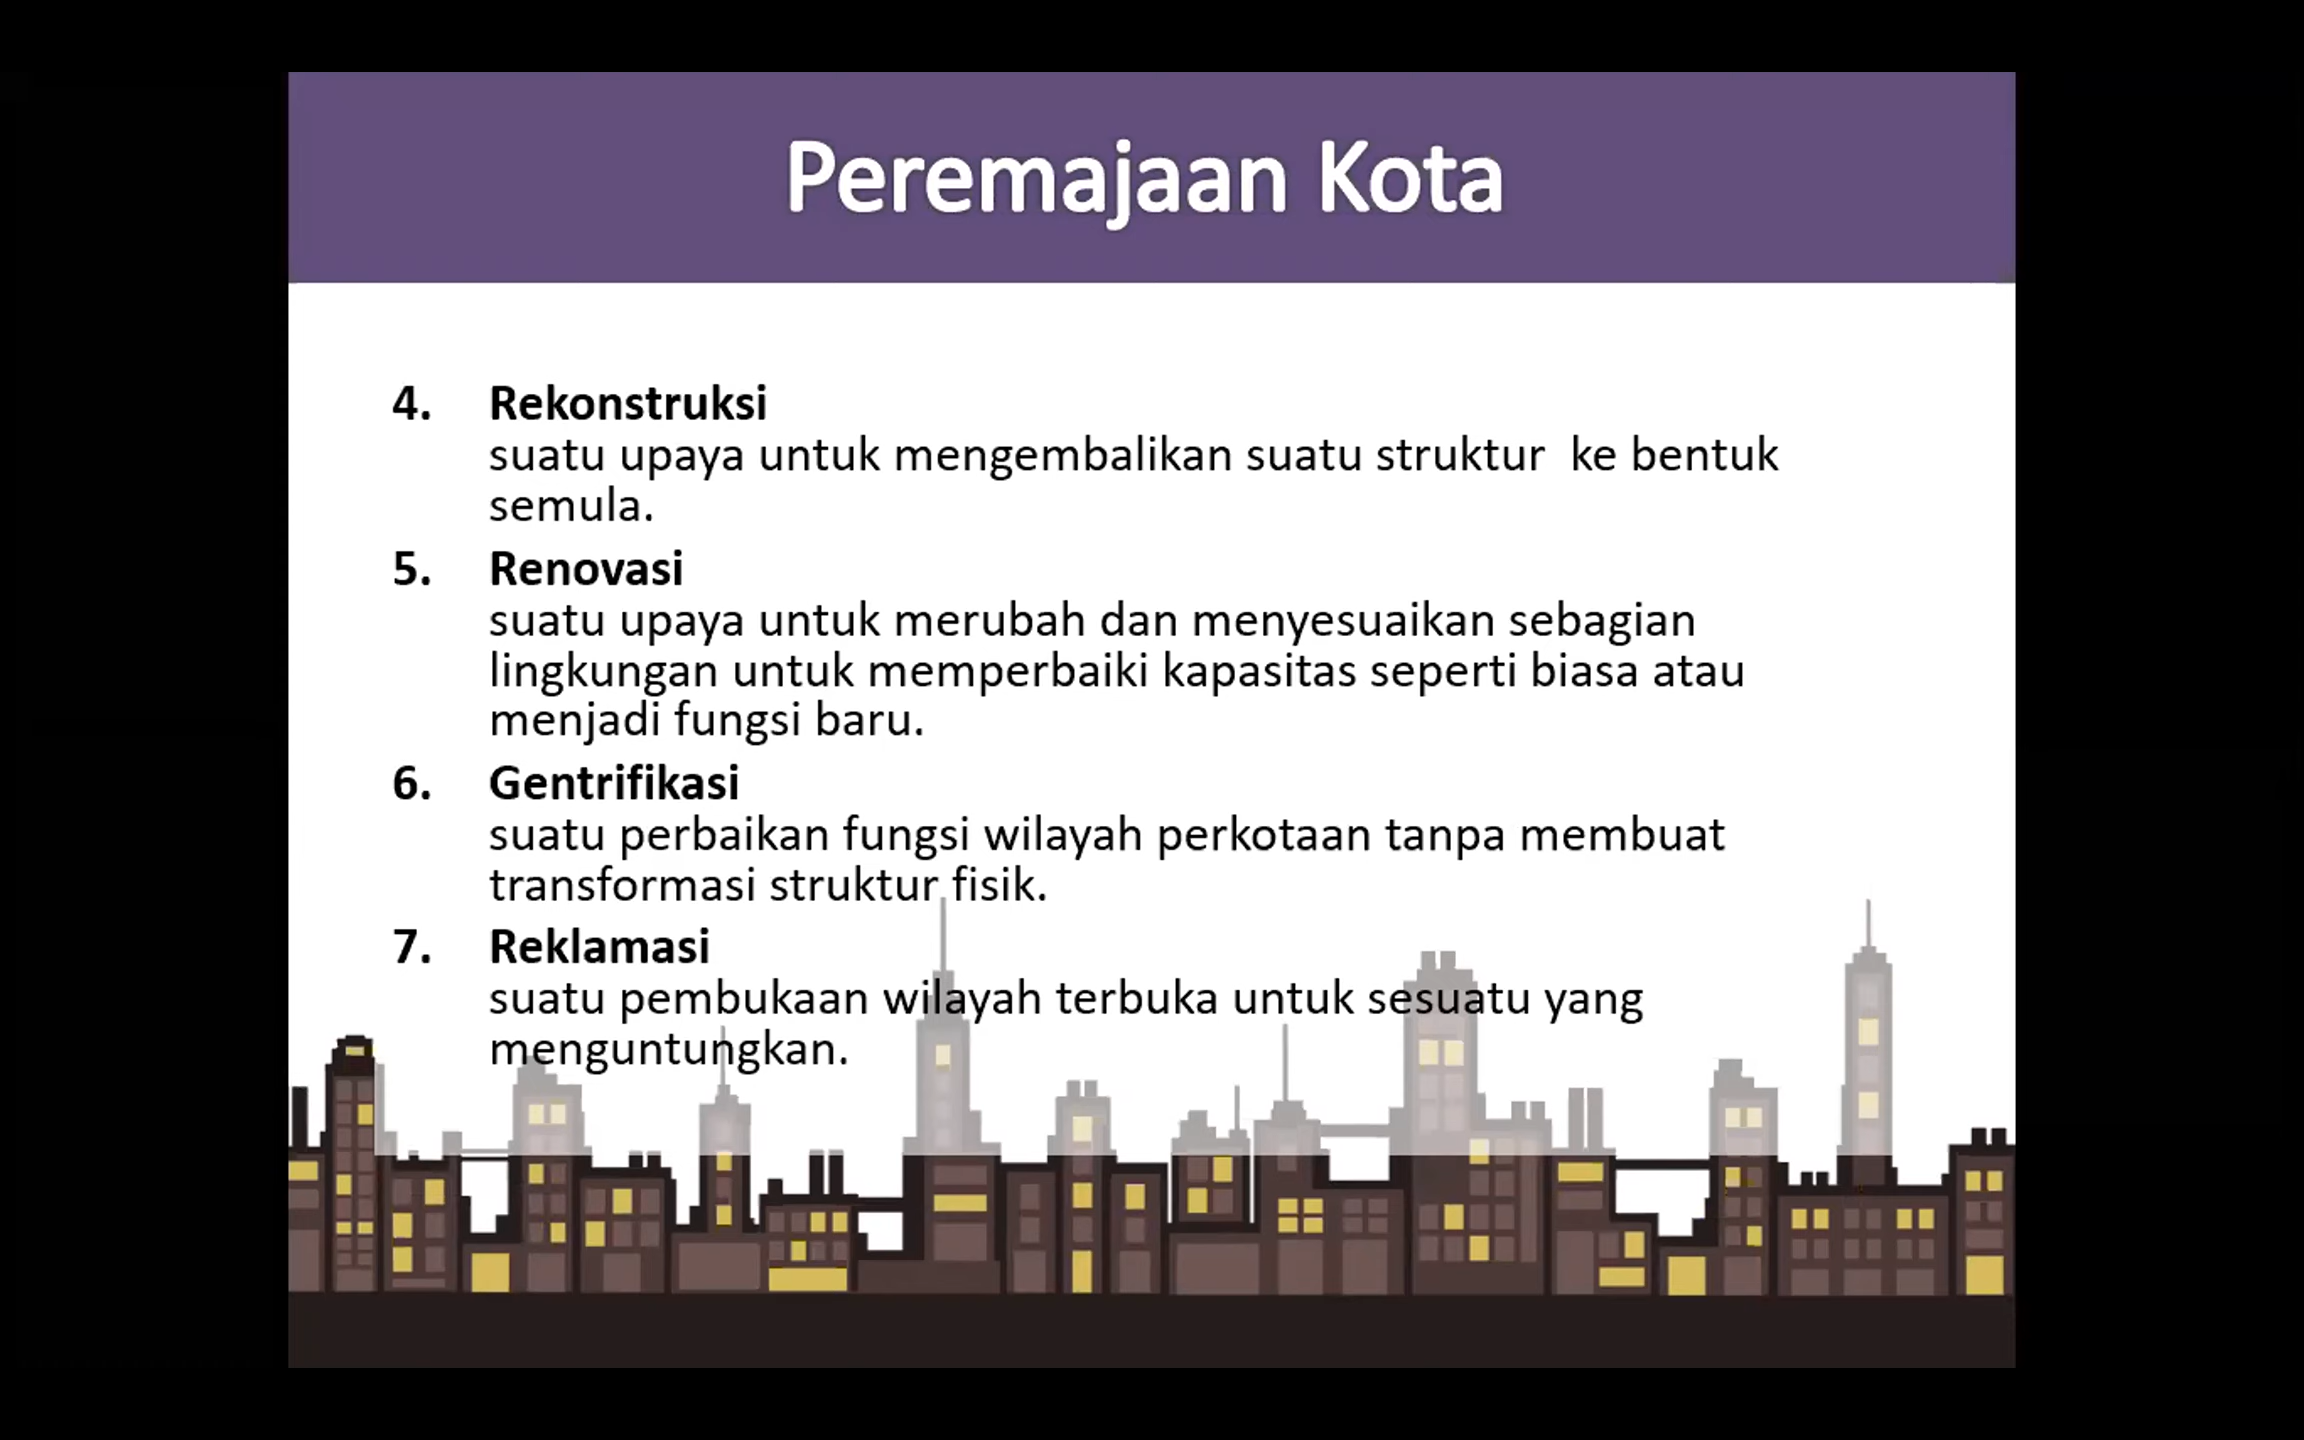 Peremajaan Kota
4. Rekonstruksi
suatu upaya untuk mengembalikan suatu struktur  ke bentuk
semula.
5. Renovasi
suatu upaya untuk merubah dan menyesuaikan sebagian
lingkungan untuk memperbaiki kapasitas seperti biasa atau
menjadi fungsi baru.
6. Gentrifikasi
suatu perbaikan fungsi wilayah perkotaan tanpa membuat
transformasi struktur fisik.
7. Reklamasi
suatu pembukaan wilayah terbuka untuk sesuatu yang
menguntungkan.